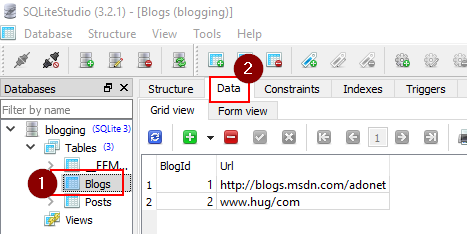 SQLiteStudio (3.2.1) - [Blogs (blogging)]
Database Structure View Tools Help
2
Databases
Structure Data Constraints Indexes Triggers
Filter by name
Grid view Form view
blogging (SQLite 3)
Tables (3)
1
__EFM...
1
Blogs
Posts
Views
BlogId Url
1 1 http://blogs.msdn.com/adonet
2 2 www.hug/com